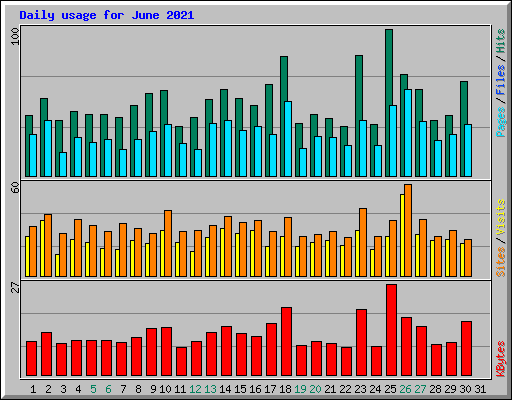 Daily usage for June 2021
100
Pages/Files/Hits
60
Sites/Visits
27
KBytes
1 2 3 4 5 6 7 8 9 10 11 12 13 14 15 16 17 18 19 20 21 22 23 24 25 26 27 28 29 30 31